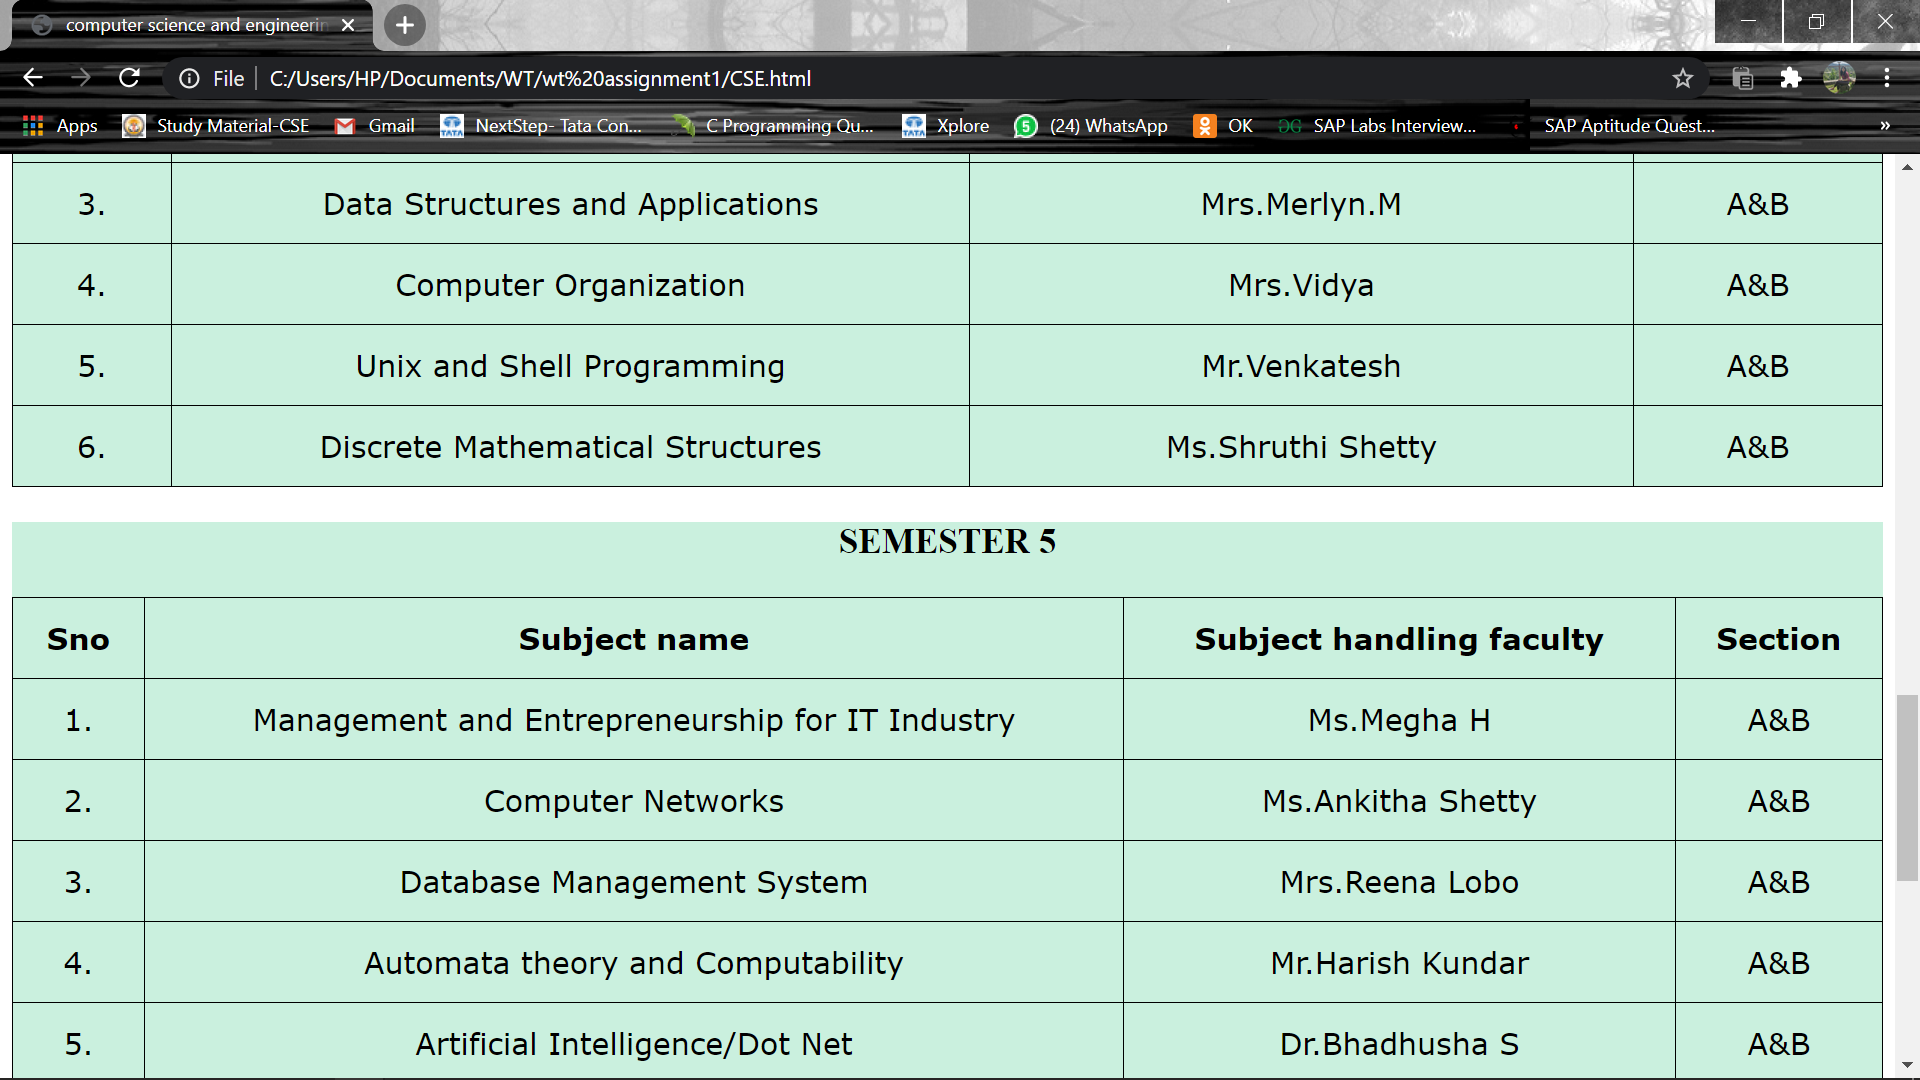 computer science and engineerin
File C:/Users/HP/Documents/WT/wt%20assignment1/CSE.html
Apps Study Material-CSE Gmail NextStep- Tata Con... C Programming Qu... Xplore (24) WhatsApp OK SAP Labs Interview... SAP Aptitude Quest... »
3. Data Structures and Applications Mrs.Merlyn.M A&B
4. Computer Organization Mrs.Vidya A&B
5. Unix and Shell Programming Mr.Venkatesh A&B
6. Discrete Mathematical Structures Ms.Shruthi Shetty A&B
SEMESTER 5
Sno Subject name Subject handling faculty Section
1. Management and Entrepreneurship for IT Industry Ms.Megha H A&B
2. Computer Networks Ms.Ankitha Shetty A&B
3. Database Management System Mrs.Reena Lobo A&B
4. Automata theory and Computability Mr.Harish Kundar A&B
5. Artificial Intelligence/Dot Net Dr.Bhadhusha S A&B